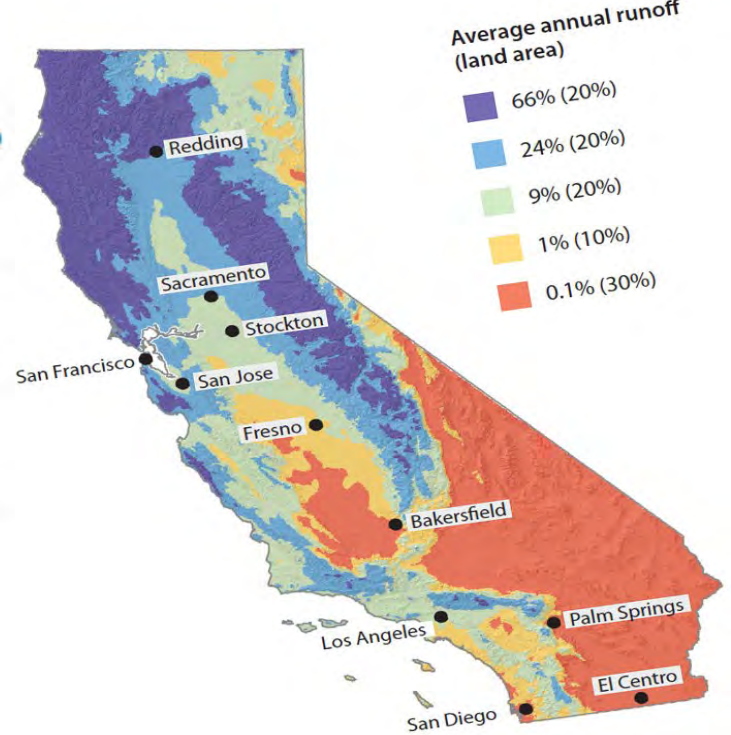 Average annual runoff
(land area)
66% (20%)
24% (20%)
9% (20%)
1% (10%)
0.1% (30%)
Redding
Sacramento
Stockton
San Francisco
San Jose
Fresno
Bakersfield
Los Angeles
Palm Springs
El Centro
San Diego